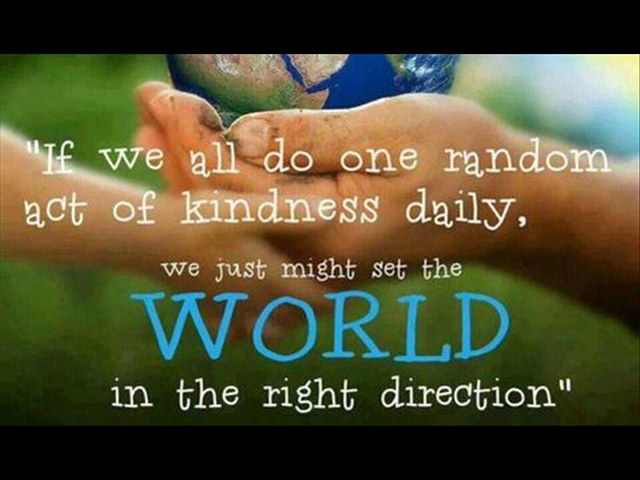 "If we all do one random
act of kindness daily,
we just might set the
WORLD
in the right direction"